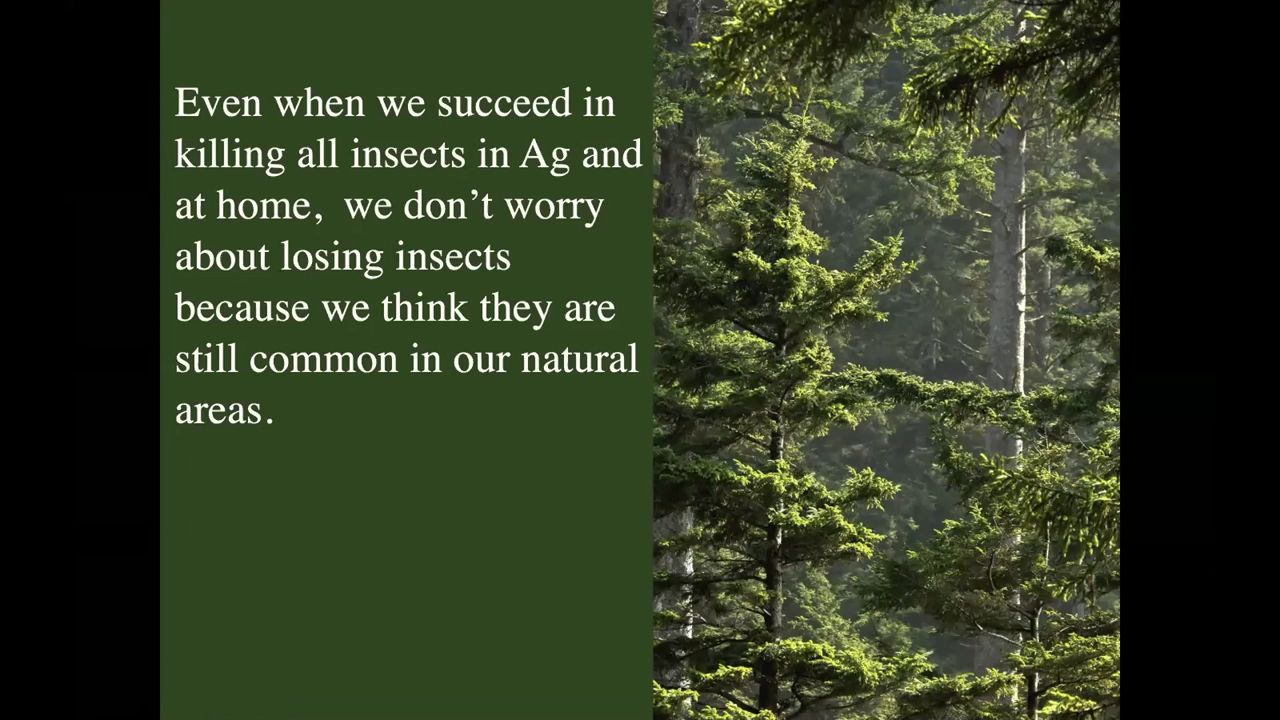 Even when we succeed in
killing all insects in Ag and
at home,  we don’t worry
about losing insects
because we think they are
still common in our natural
areas.